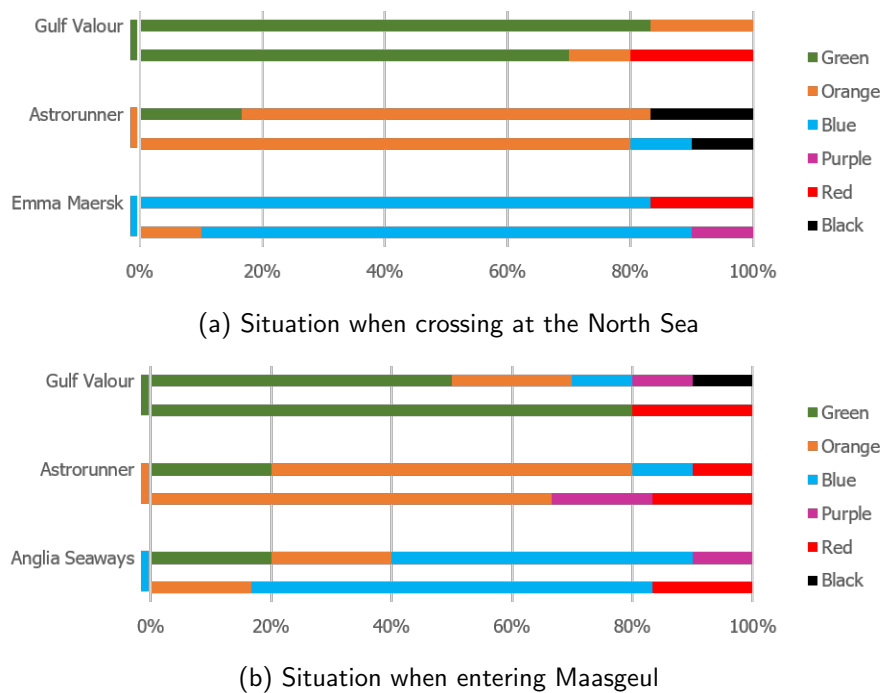 Gulf Valour
Astrorunner
Emma Maersk
0% 20% 40% 60% 80% 100%
Green
Orange
Blue
Purple
Red
Black
(a) Situation when crossing at the North Sea
Gulf Valour
Astrorunner
Anglia Seaways
0% 20% 40% 60% 80% 100%
Green
Orange
Blue
Purple
Red
Black
(b) Situation when entering Maasgeul